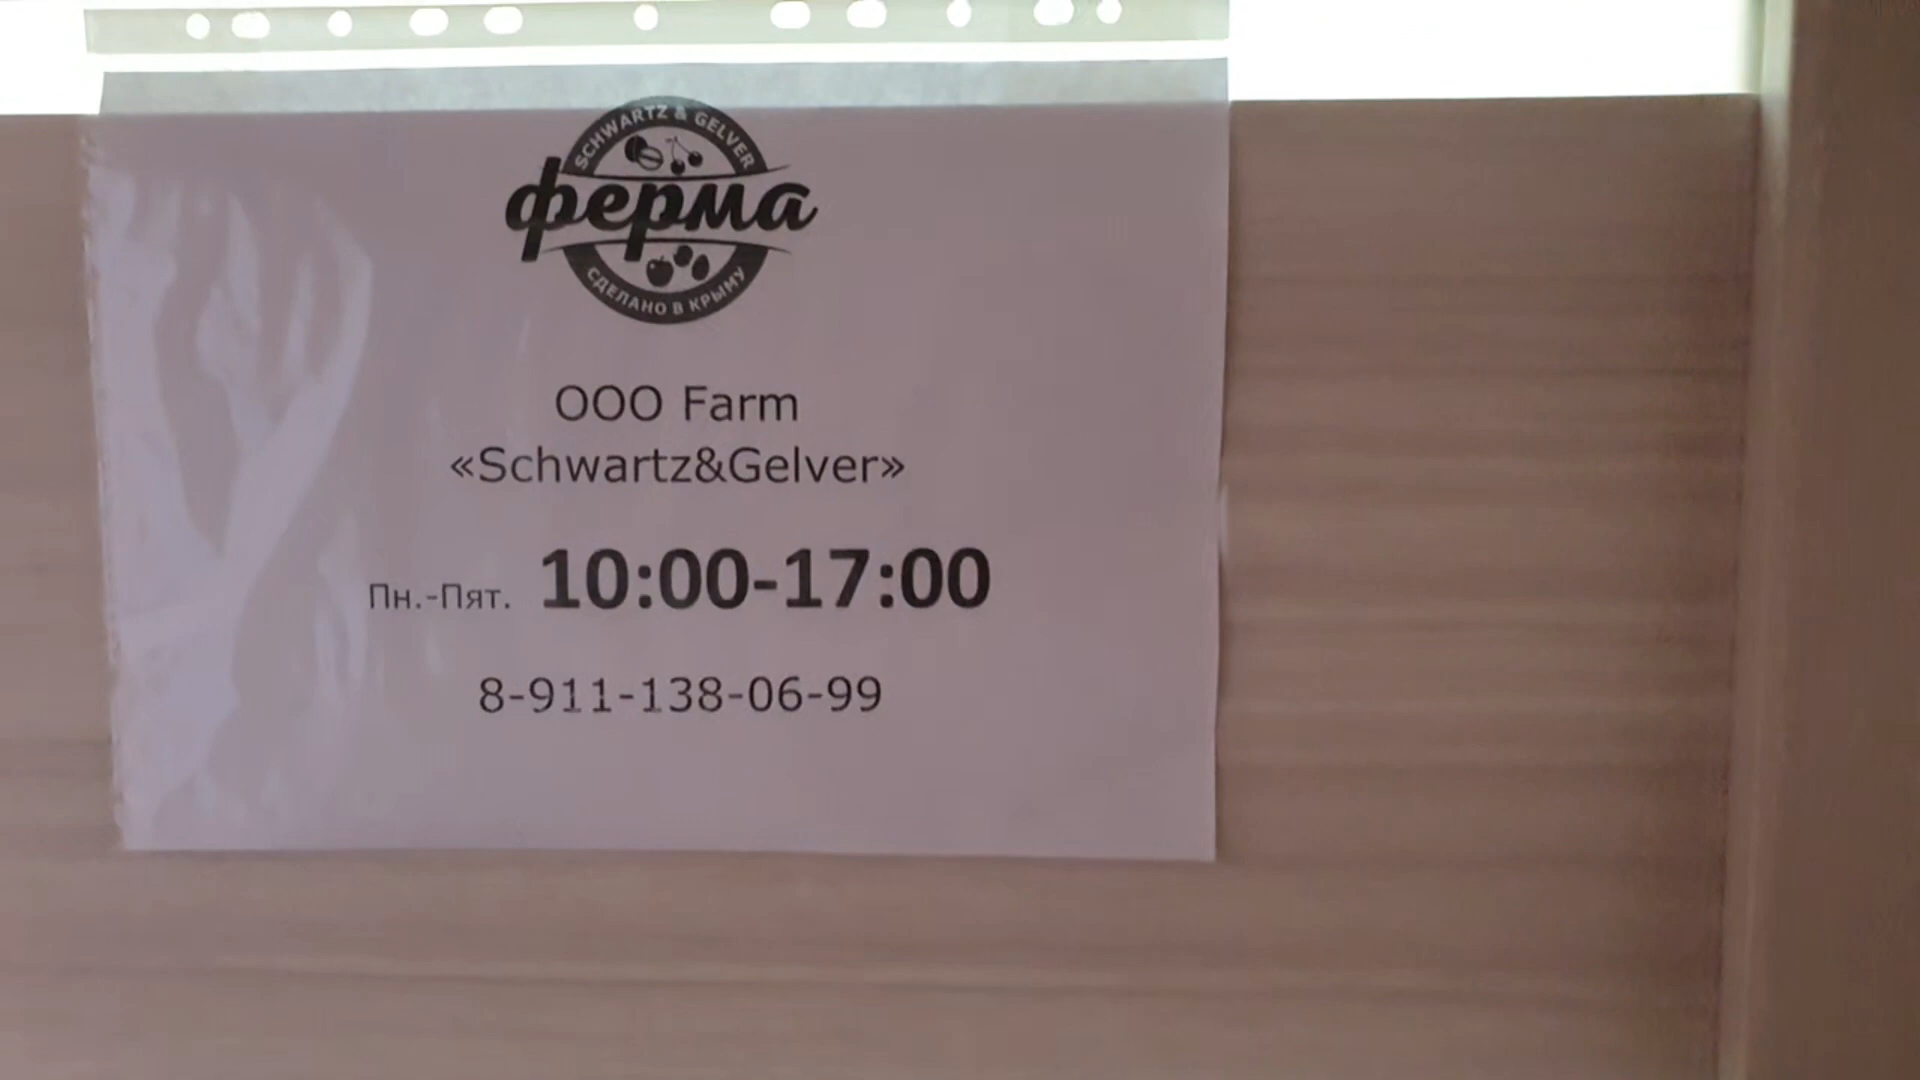 SCHWARTZ & GELVER
ферма
СДЕЛАНО В КРЫМУ
ООО Farm
«Schwartz&Gelver»
Пн.-Пят. 10:00-17:00
8-911-138-06-99